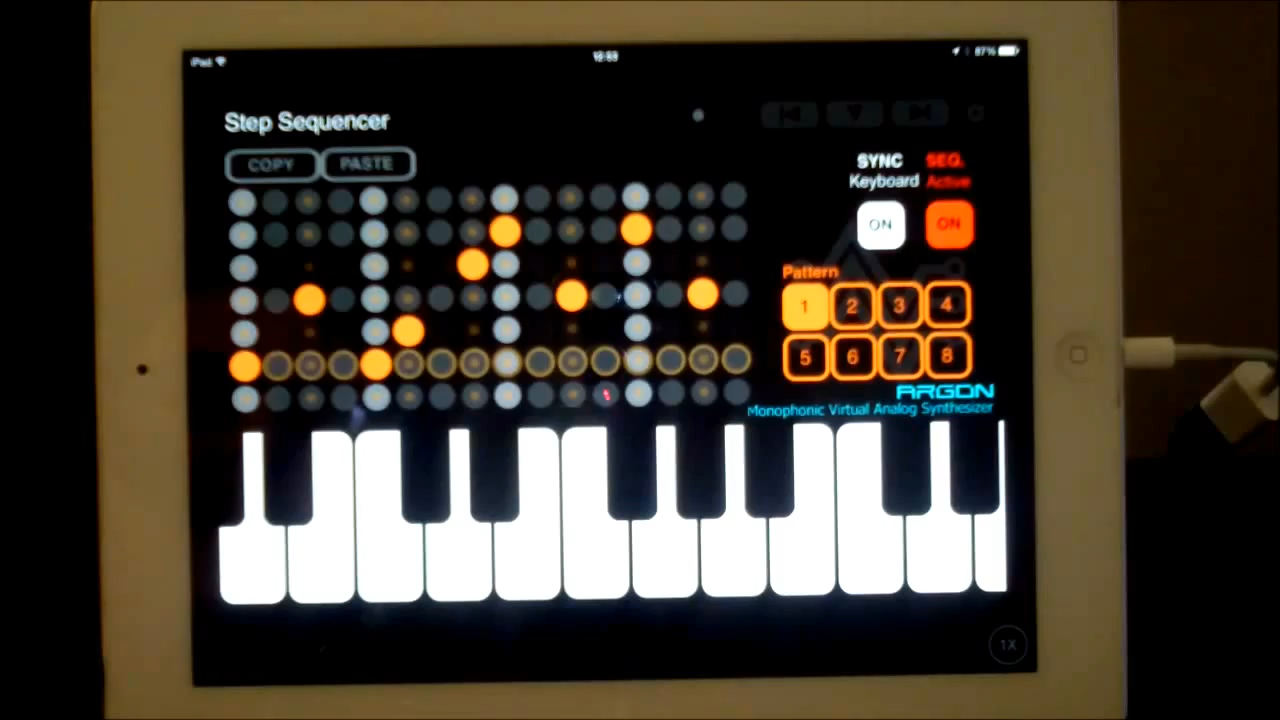 iPad
12:53
87%
Step Sequencer
COPY
PASTE
SYNC
Keyboard
SEQ.
Active
ON
ON
Pattern
1
2
3
4
5
6
7
8
ARGON
Monophonic Virtual Analog Synthesizer
1X